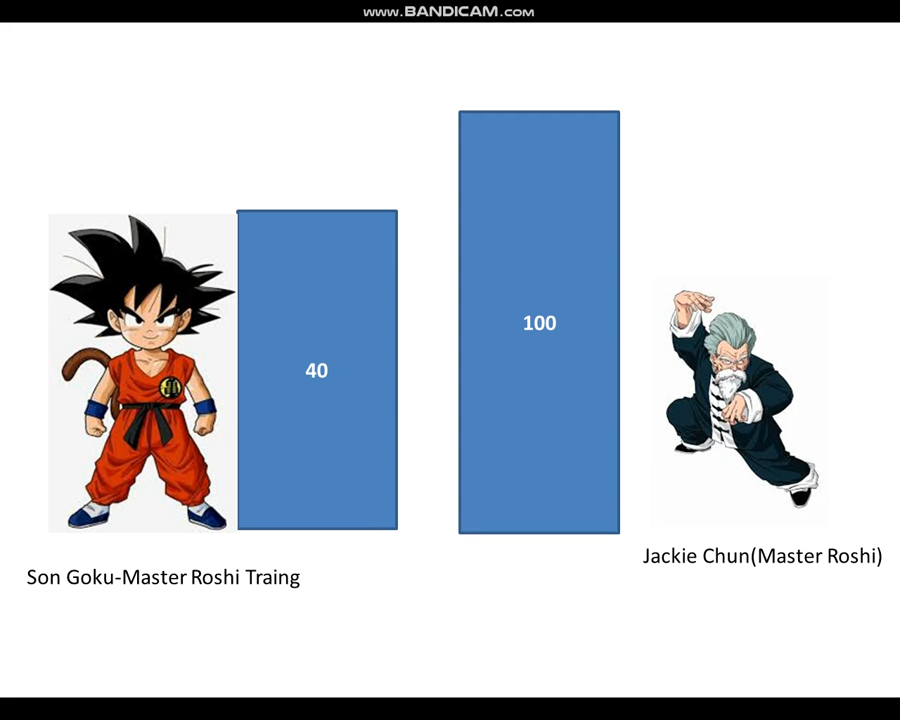 www.BANDICAM.com
100
40
Jackie Chun(Master Roshi)
Son Goku-Master Roshi Traing